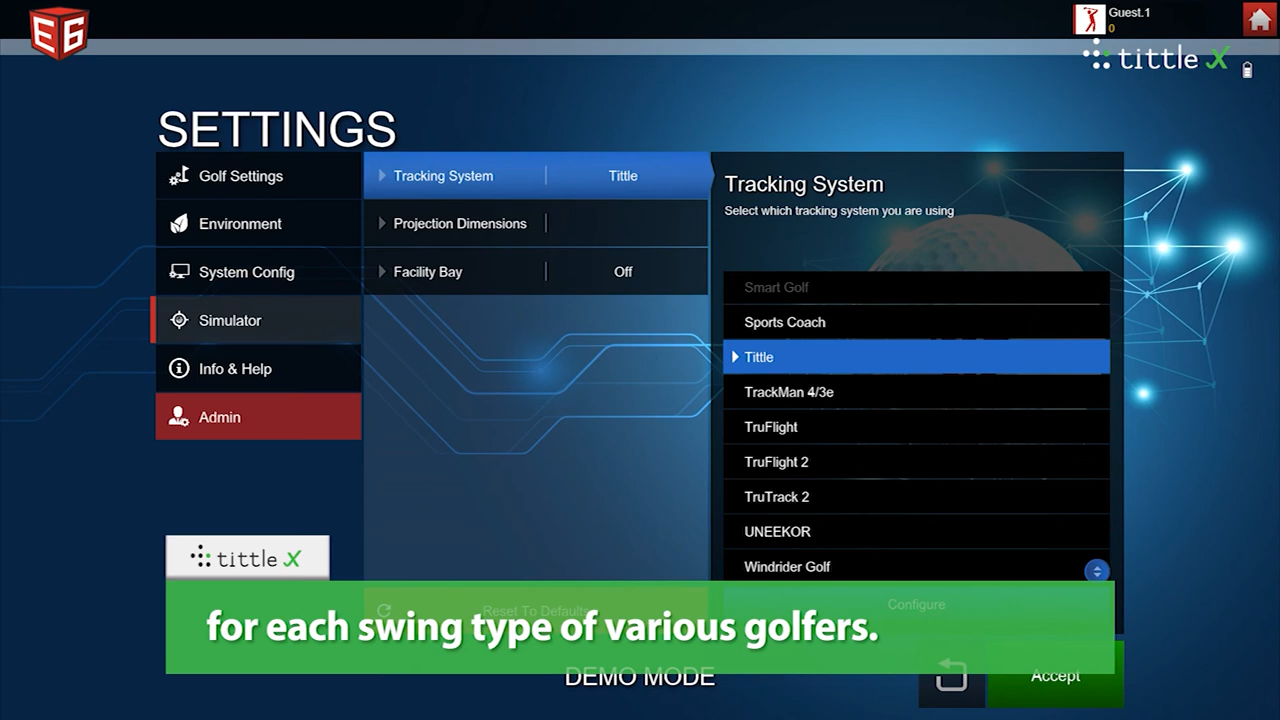 E6
Guest.1
0
tittle X
SETTINGS
Golf Settings
Environment
System Config
Simulator
Info & Help
Admin
Tracking System Tittle
Projection Dimensions
Facility Bay Off
Tracking System
Select which tracking system you are using
Smart Golf
Sports Coach
Tittle
TrackMan 4/3e
TruFlight
TruFlight 2
TruTrack 2
UNEEKOR
Windrider Golf
Configure
tittle X
Reset To Defaults
for each swing type of various golfers.
DEMO MODE
Accept